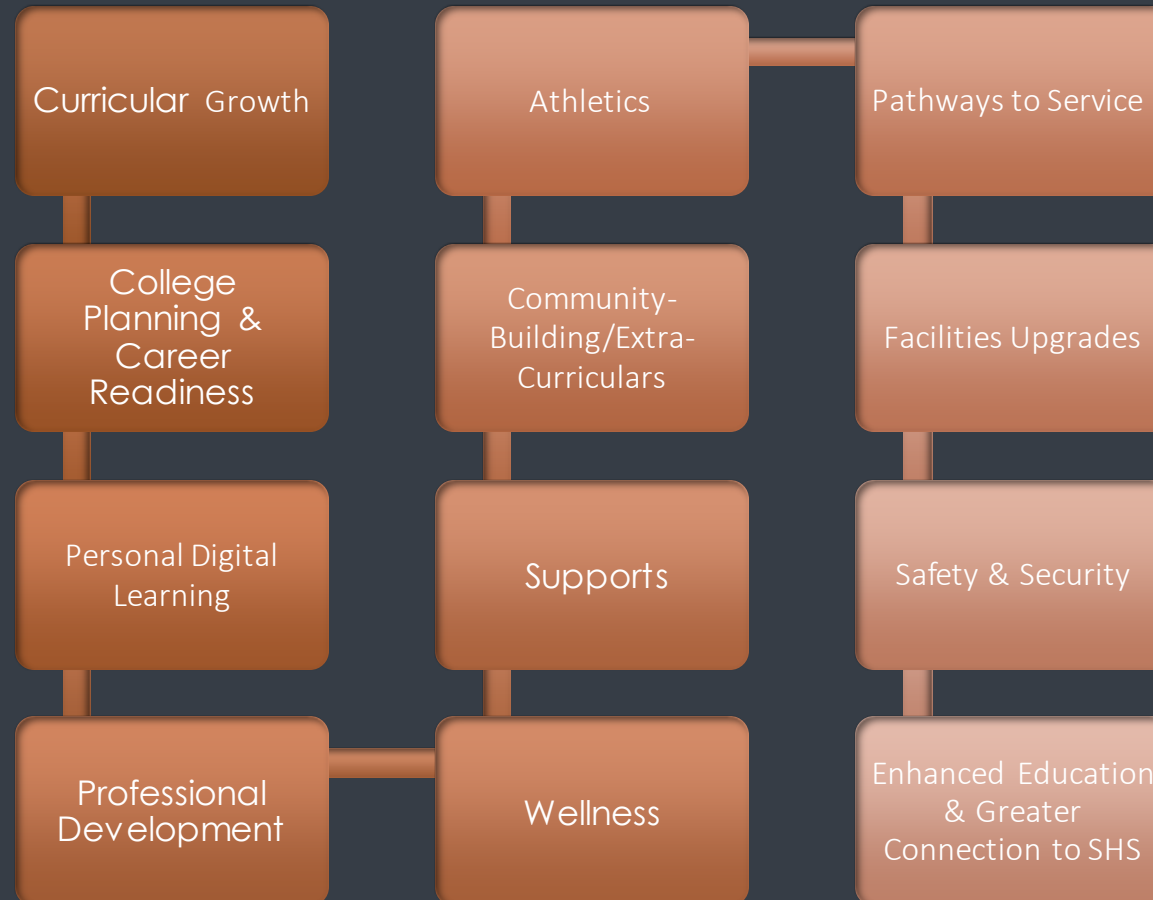 Curricular Growth
College
Planning &
Career
Readiness
Personal Digital
Learning
Professional
Development
Wellness
Supports
Community-
Building/Extra-
Curriculars
Athletics
Pathways to Service
Facilities Upgrades
Safety & Security
Enhanced Education
& Greater
Connection to SHS